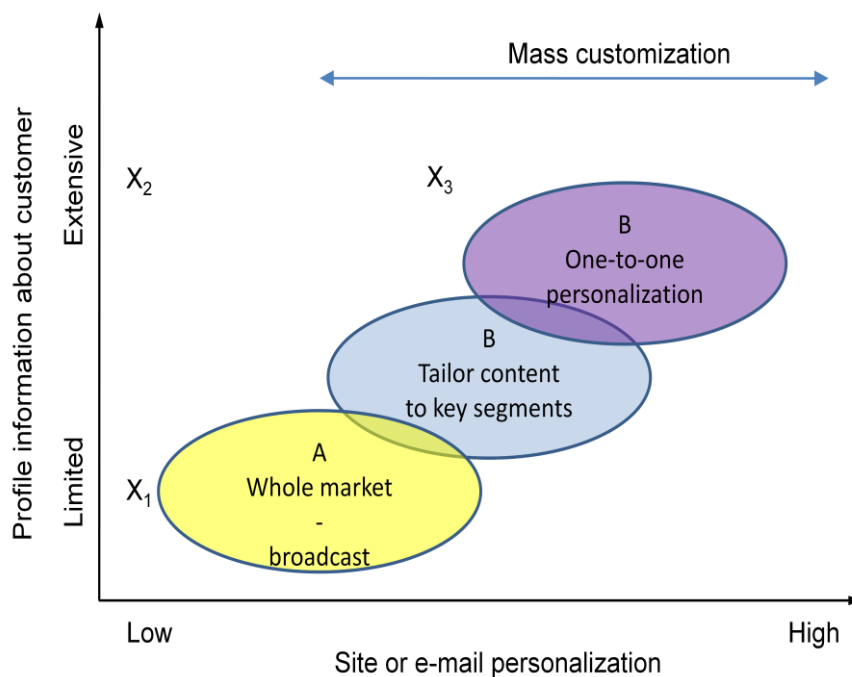 Mass customization
Profile information about customer
Extensive
Limited
X₂
X₃
B
One-to-one
personalization
B
Tailor content
to key segments
X₁
A
Whole market
-
broadcast
Low
High
Site or e-mail personalization